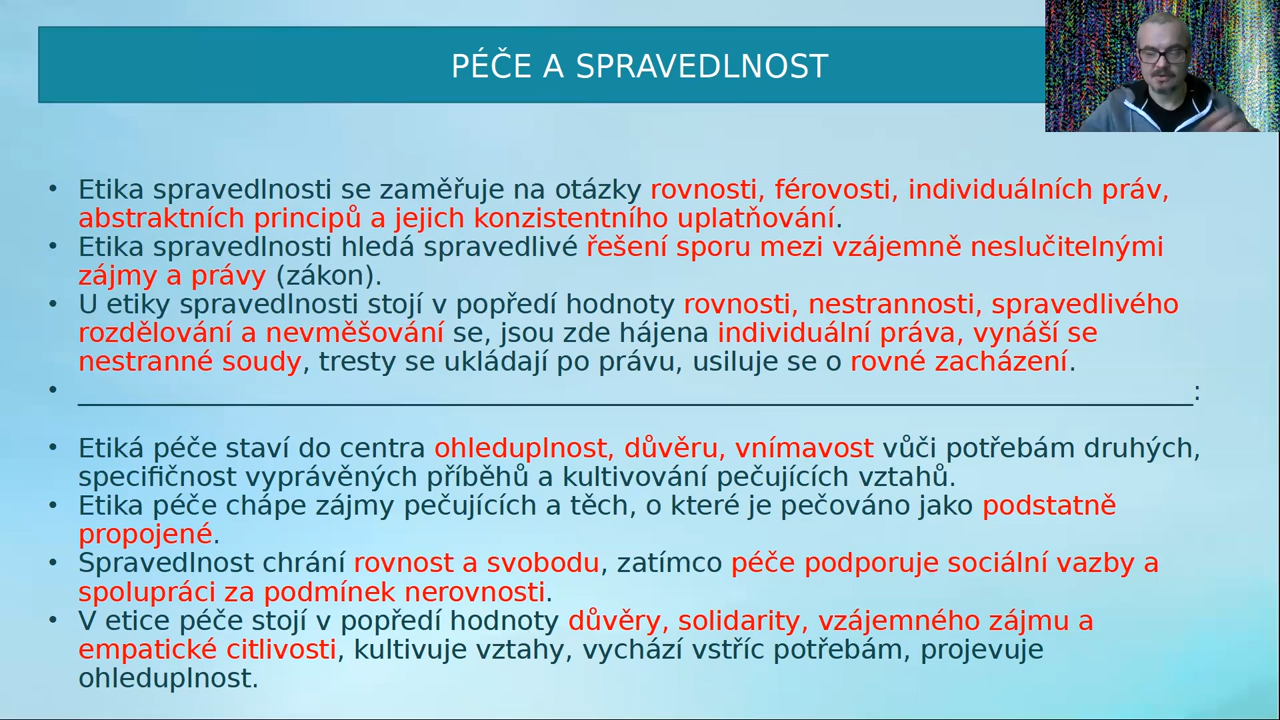 PÉČE A SPRAVEDLNOST
• Etika spravedlnosti se zaměřuje na otázky rovnosti, férovosti, individuálních práv,
abstraktních principů a jejich konzistentního uplatňování.
• Etika spravedlnosti hledá spravedlivé řešení sporu mezi vzájemně neslučitelnými
zájmy a právy (zákon).
• U etiky spravedlnosti stojí v popředí hodnoty rovnosti, nestrannosti, spravedlivého
rozdělování a nevměšování se, jsou zde hájena individuální práva, vynáší se
nestranné soudy, tresty se ukládají po právu, usiluje se o rovné zacházení.
• ______________________________________________________________________________:
• Etiká péče staví do centra ohleduplnost, důvěru, vnímavost vůči potřebám druhých,
specifičnost vyprávěných příběhů a kultivování pečujících vztahů.
• Etika péče chápe zájmy pečujících a těch, o které je pečováno jako podstatně
propojené.
• Spravedlnost chrání rovnost a svobodu, zatímco péče podporuje sociální vazby a
spolupráci za podmínek nerovnosti.
• V etice péče stojí v popředí hodnoty důvěry, solidarity, vzájemného zájmu a
empatické citlivosti, kultivuje vztahy, vychází vstříc potřebám, projevuje
ohleduplnost.